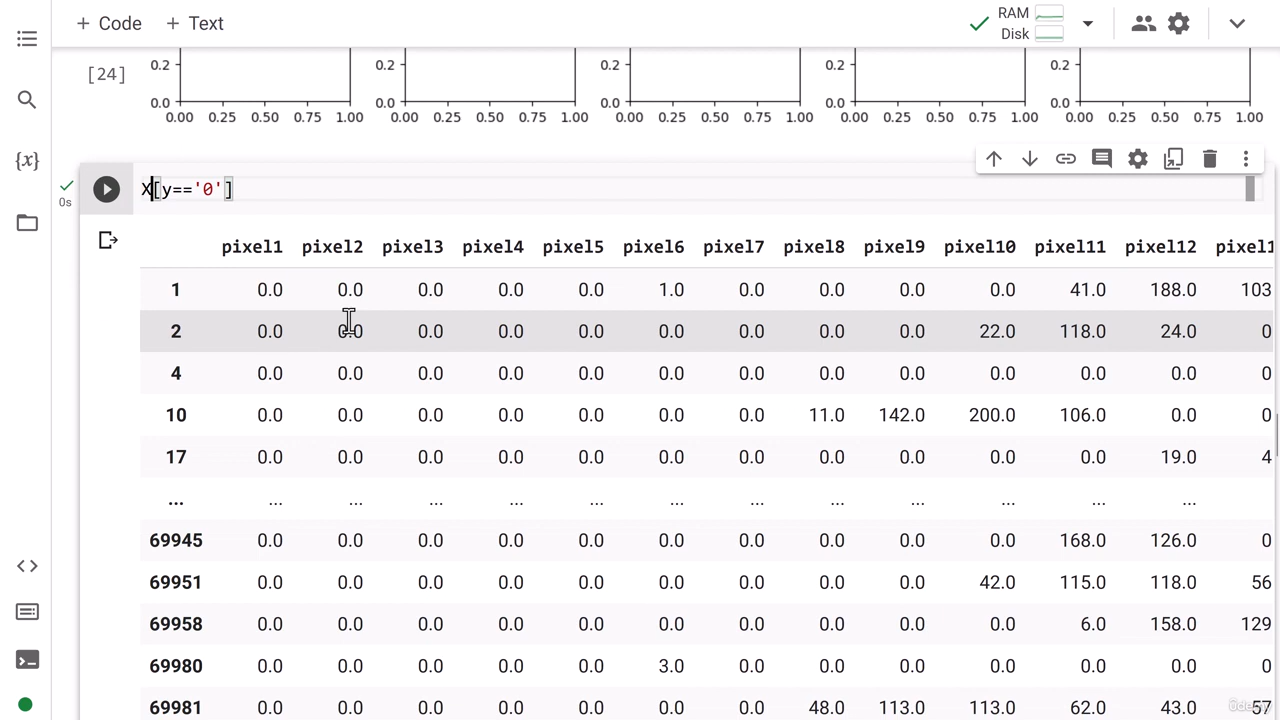 + Code + Text
RAM
Disk
[24]
0.2 0.2 0.2 0.2 0.2
0.0 0.0 0.0 0.0 0.0
0.00 0.25 0.50 0.75 1.00 0.00 0.25 0.50 0.75 1.00 0.00 0.25 0.50 0.75 1.00 0.00 0.25 0.50 0.75 1.00 0.00 0.25 0.50 0.75 1.00
{x}
X[y=='0']
0s
pixel1 pixel2 pixel3 pixel4 pixel5 pixel6 pixel7 pixel8 pixel9 pixel10 pixel11 pixel12 pixel1
1 0.0 0.0 0.0 0.0 0.0 1.0 0.0 0.0 0.0 0.0 41.0 188.0 103
2 0.0 0.0 0.0 0.0 0.0 0.0 0.0 0.0 0.0 22.0 118.0 24.0 0
4 0.0 0.0 0.0 0.0 0.0 0.0 0.0 0.0 0.0 0.0 0.0 0.0 0
10 0.0 0.0 0.0 0.0 0.0 0.0 0.0 11.0 142.0 200.0 106.0 0.0 0
17 0.0 0.0 0.0 0.0 0.0 0.0 0.0 0.0 0.0 0.0 0.0 19.0 4
... ... ... ... ... ... ... ... ... ... ... ... ...
69945 0.0 0.0 0.0 0.0 0.0 0.0 0.0 0.0 0.0 0.0 168.0 126.0 0
69951 0.0 0.0 0.0 0.0 0.0 0.0 0.0 0.0 0.0 42.0 115.0 118.0 56
69958 0.0 0.0 0.0 0.0 0.0 0.0 0.0 0.0 0.0 0.0 6.0 158.0 129
69980 0.0 0.0 0.0 0.0 0.0 3.0 0.0 0.0 0.0 0.0 0.0 0.0 0
69981 0.0 0.0 0.0 0.0 0.0 0.0 0.0 48.0 113.0 113.0 62.0 43.0 57